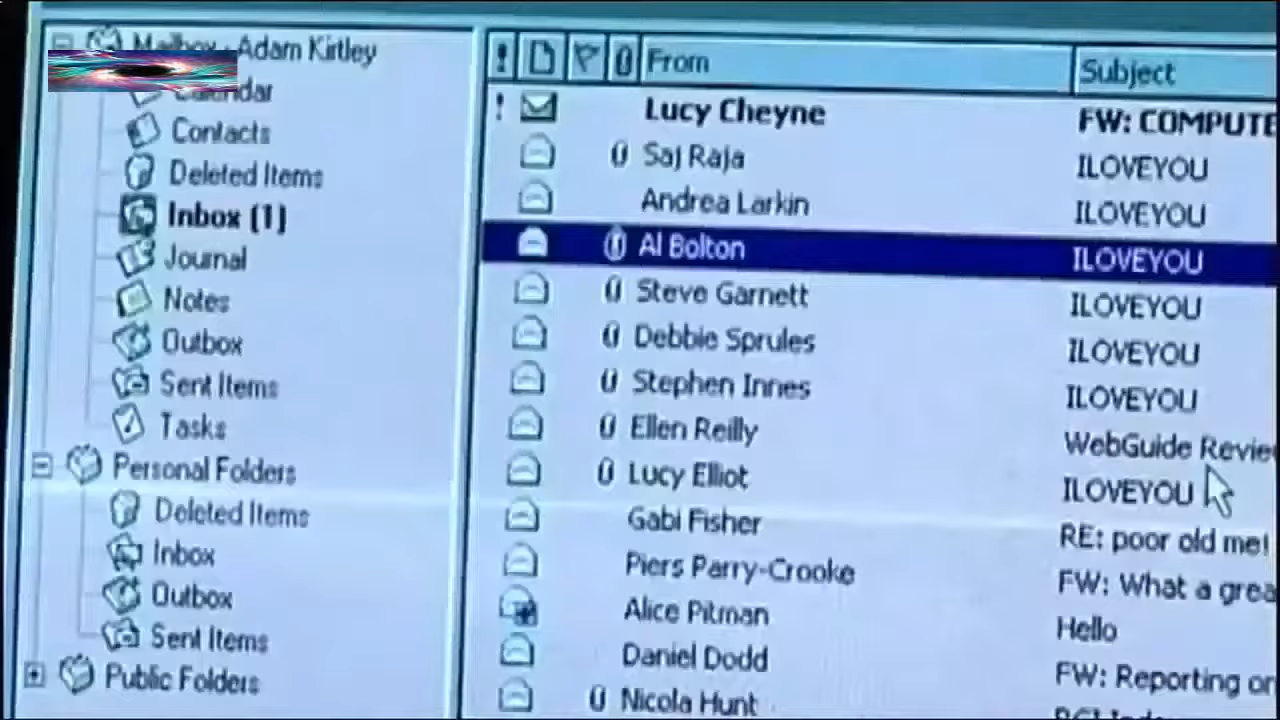 Mailbox - Adam Kirtley
Calendar
Contacts
Deleted Items
Inbox (1)
Journal
Notes
Outbox
Sent Items
Tasks
Personal Folders
Deleted Items
Inbox
Outbox
Sent Items
Public Folders
! From Subject
! Lucy Cheyne FW: COMPUTE
Saj Raja ILOVEYOU
Andrea Larkin ILOVEYOU
Al Bolton ILOVEYOU
Steve Garnett ILOVEYOU
Debbie Sprules ILOVEYOU
Stephen Innes ILOVEYOU
Ellen Reilly WebGuide Revie
Lucy Elliot ILOVEYOU
Gabi Fisher RE: poor old me!
Piers Parry-Crooke FW: What a grea
Alice Pitman Hello
Daniel Dodd FW: Reporting on
Nicola Hunt